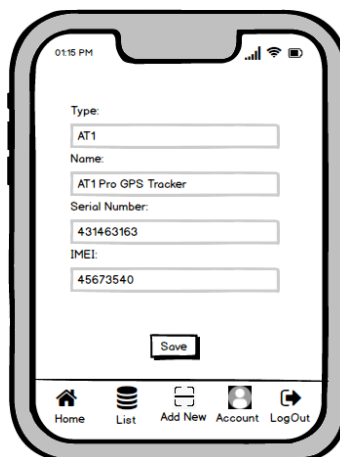 01:15 PM
Type:
AT1
Name:
AT1 Pro GPS Tracker
Serial Number:
431463163
IMEI:
45673540
Save
Home List Add New Account LogOut